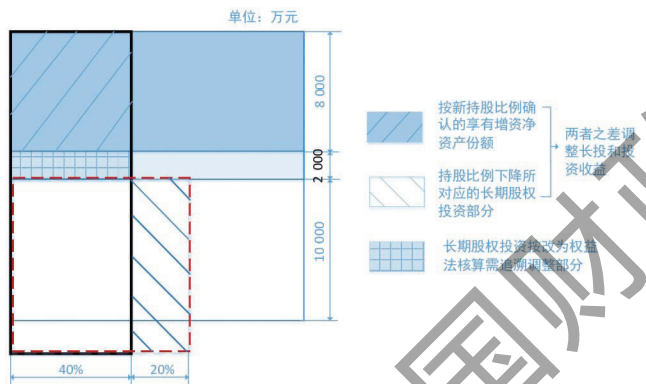 单位：万元
8 000
2 000
10 000
40%
20%
按新持股比例确
认的享有增资净
资产份额
持股比例下降所
对应的长期股权
投资部分
两者之差调
整长投和投
资收益
长期股权投资按改为权益
法核算需追溯调整部分
国财